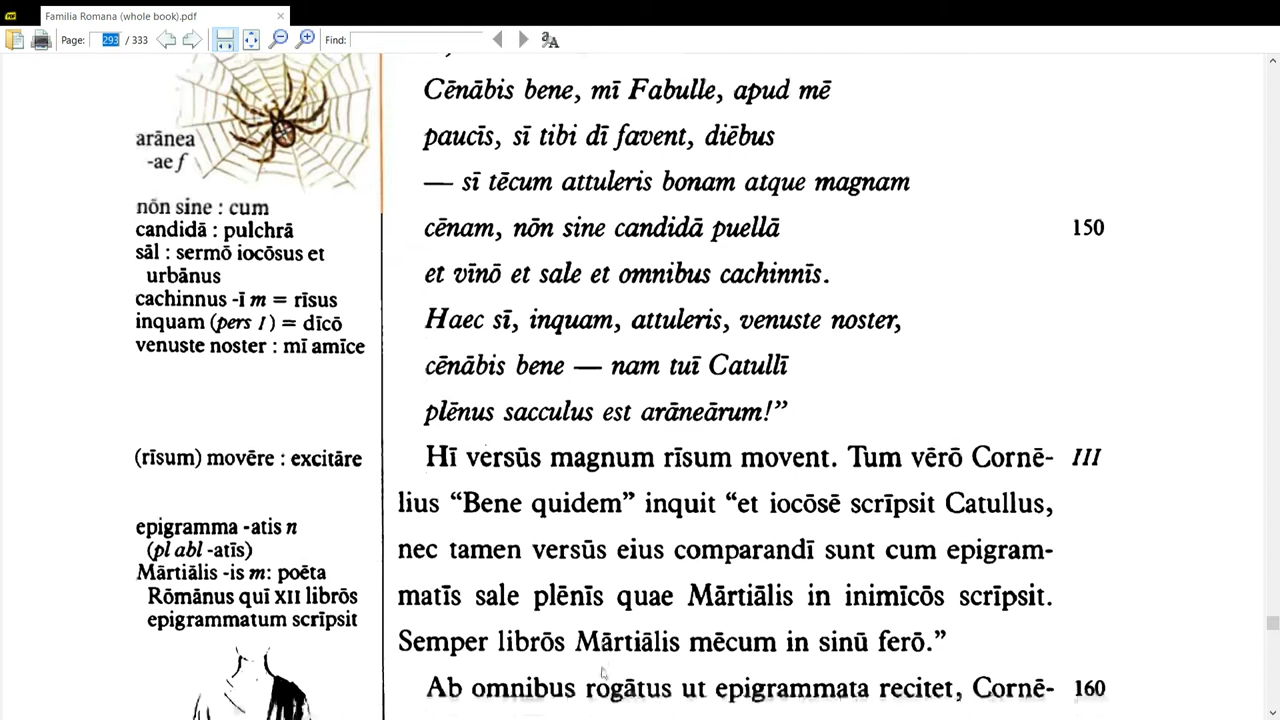 Familia Romana (whole book).pdf
Page: 293 / 333 Find:
arānea
-ae f
nōn sine : cum
candidā : pulchrā
sāl : sermō iocōsus et
urbānus
cachinnus -ī m = rīsus
inquam (pers I) = dīcō
venuste noster : mī amīce
(rīsum) movēre : excitāre
epigramma -atis n
(pl abl -atīs)
Mārtiālis -is m: poēta
Rōmānus quī XII librōs
epigrammatum scrīpsit
Cēnābis bene, mī Fabulle, apud mē
paucīs, sī tibi dī favent, diēbus
— sī tēcum attuleris bonam atque magnam
cēnam, nōn sine candidā puellā 150
et vīnō et sale et omnibus cachinnīs.
Haec sī, inquam, attuleris, venuste noster,
cēnābis bene — nam tuī Catullī
plēnus sacculus est arāneārum!”
Hī versūs magnum rīsum movent. Tum vērō Cornē- III
lius “Bene quidem” inquit “et iocōsē scrīpsit Catullus,
nec tamen versūs eius comparandī sunt cum epigram-
matīs sale plēnīs quae Mārtiālis in inimīcōs scrīpsit.
Semper librōs Mārtiālis mēcum in sinū ferō.”
Ab omnibus rogātus ut epigrammata recitet, Cornē- 160